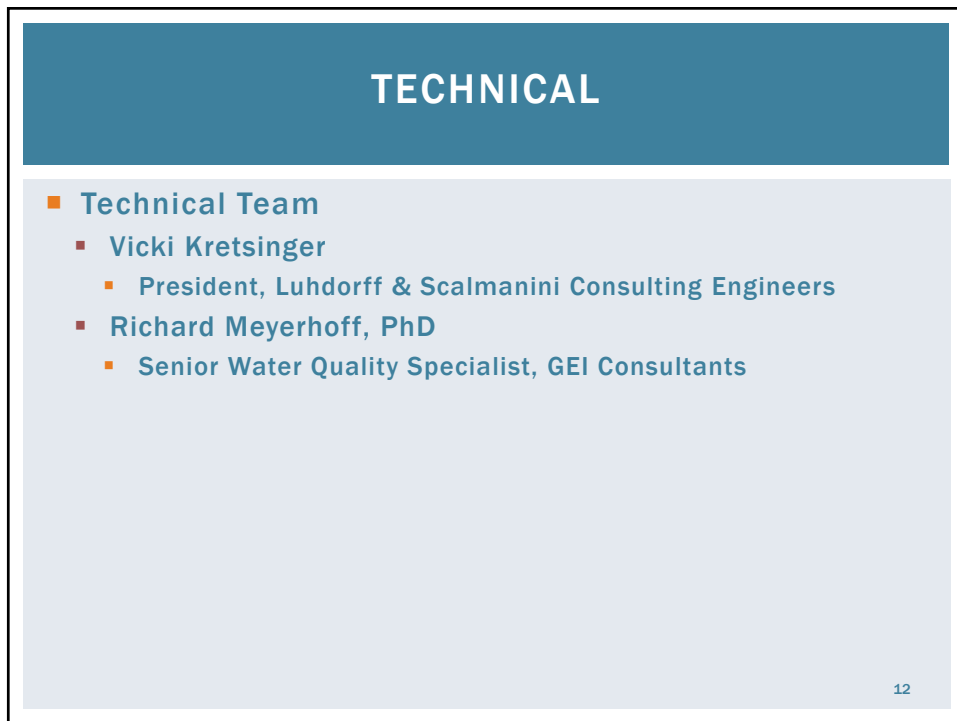 TECHNICAL
Technical Team
Vicki Kretsinger
President, Luhdorff & Scalmanini Consulting Engineers
Richard Meyerhoff, PhD
Senior Water Quality Specialist, GEI Consultants
12